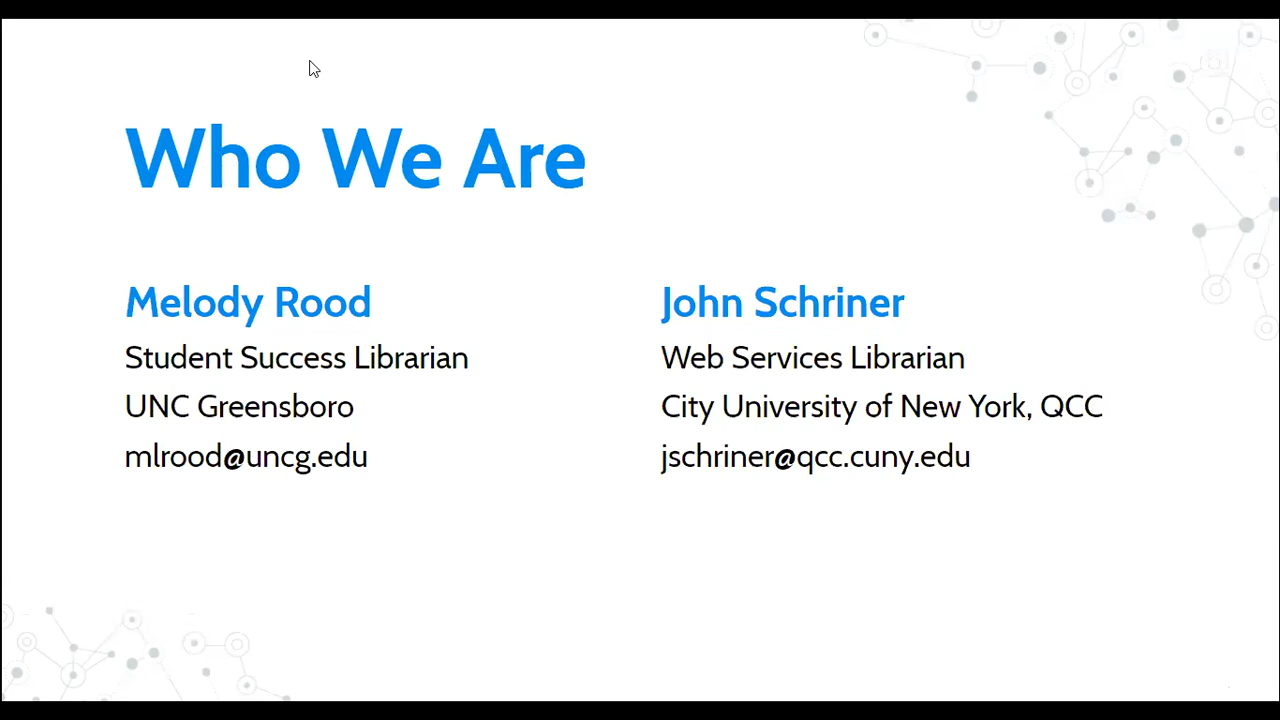 Who We Are
Melody Rood
Student Success Librarian
UNC Greensboro
mlrood@uncg.edu
John Schriner
Web Services Librarian
City University of New York, QCC
jschriner@qcc.cuny.edu